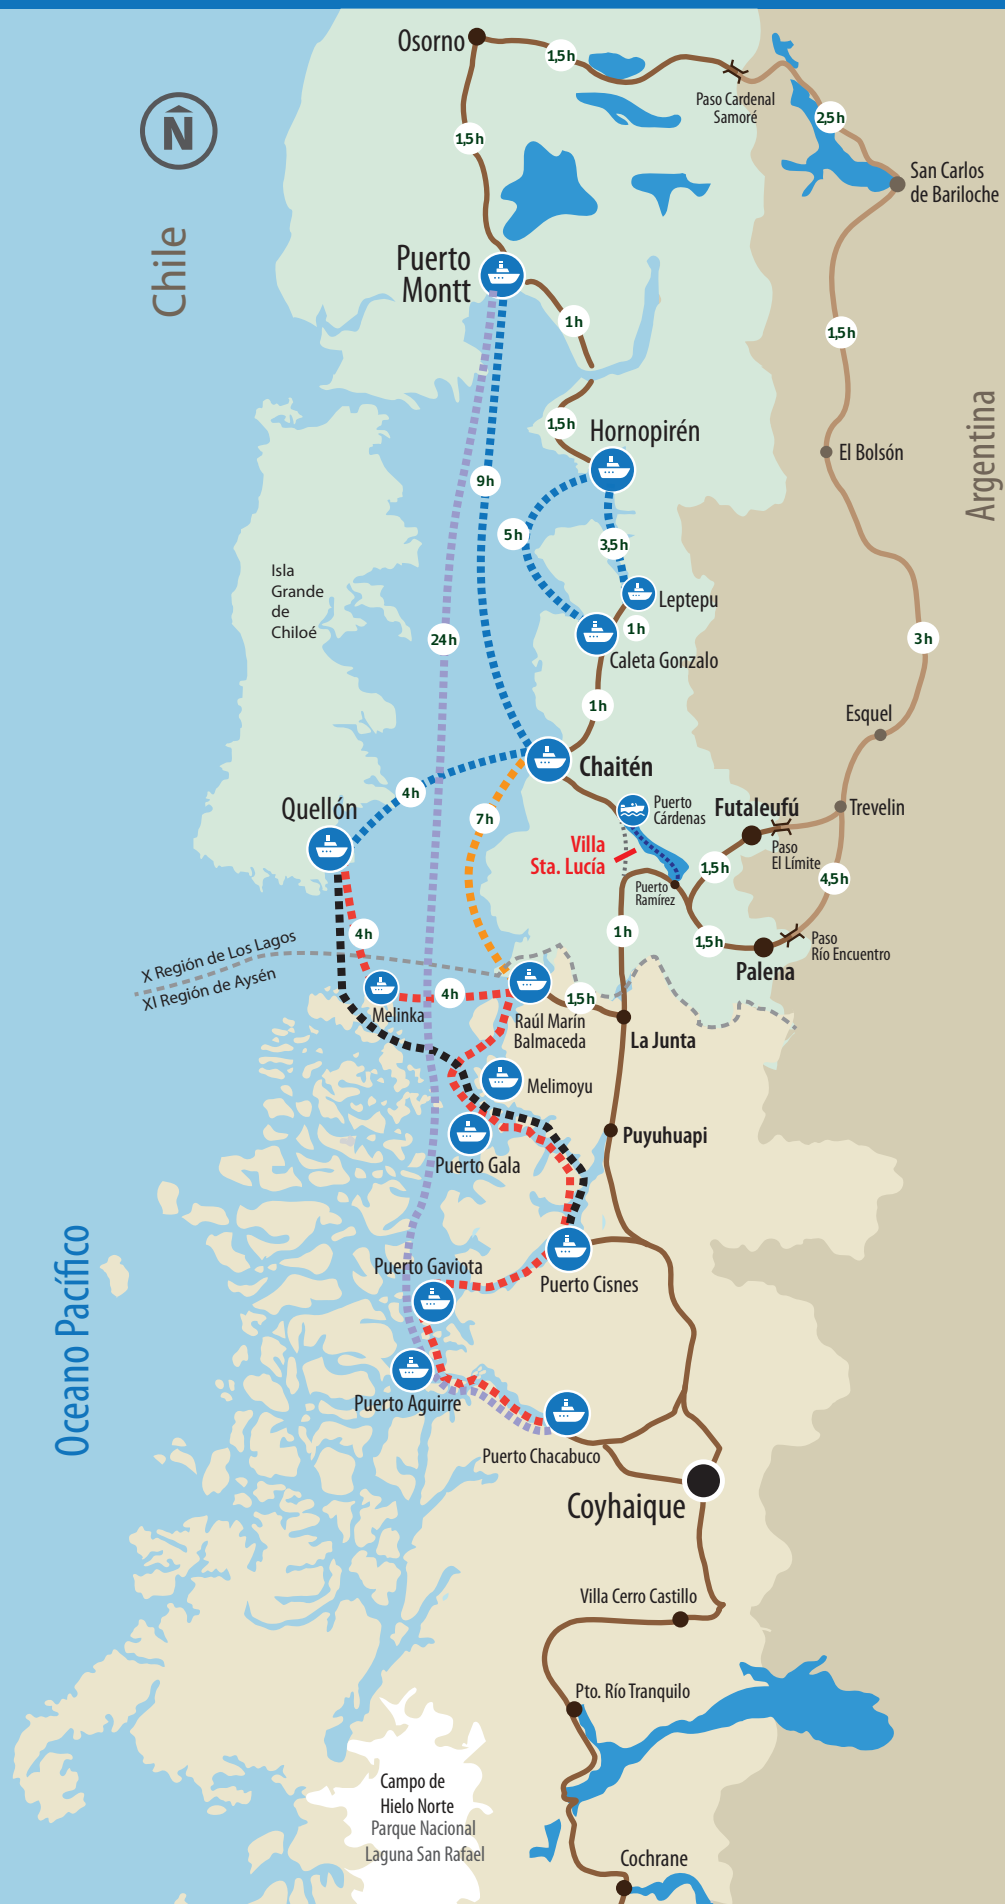 Osorno
1,5h
Paso Cardenal
Samoré
2,5h
N
1,5h
San Carlos
de Bariloche
Chile
Puerto
Montt
1h
1,5h
Argentina
1,5h
Hornopirén
El Bolsón
9h
5h
3,5h
Isla
Grande
de
Chiloé
Leptepu
24h
1h
3h
Caleta Gonzalo
1h
Esquel
Chaitén
4h
Quellón
7h
Puerto
Cárdenas
Futaleufú
Trevelin
Villa
Sta. Lucía
Paso
El Límite
1,5h
4,5h
Puerto
Ramírez
4h
1h
1,5h
Paso
Río Encuentro
X Región de Los Lagos
XI Región de Aysén
Palena
4h
1,5h
Melinka
Raúl Marín
Balmaceda
La Junta
Melimoyu
Puyuhuapi
Puerto Gala
Oceano Pacífico
Puerto Gaviota
Puerto Cisnes
Puerto Aguirre
Puerto Chacabuco
Coyhaique
Villa Cerro Castillo
Pto. Río Tranquilo
Campo de
Hielo Norte
Parque Nacional
Laguna San Rafael
Cochrane